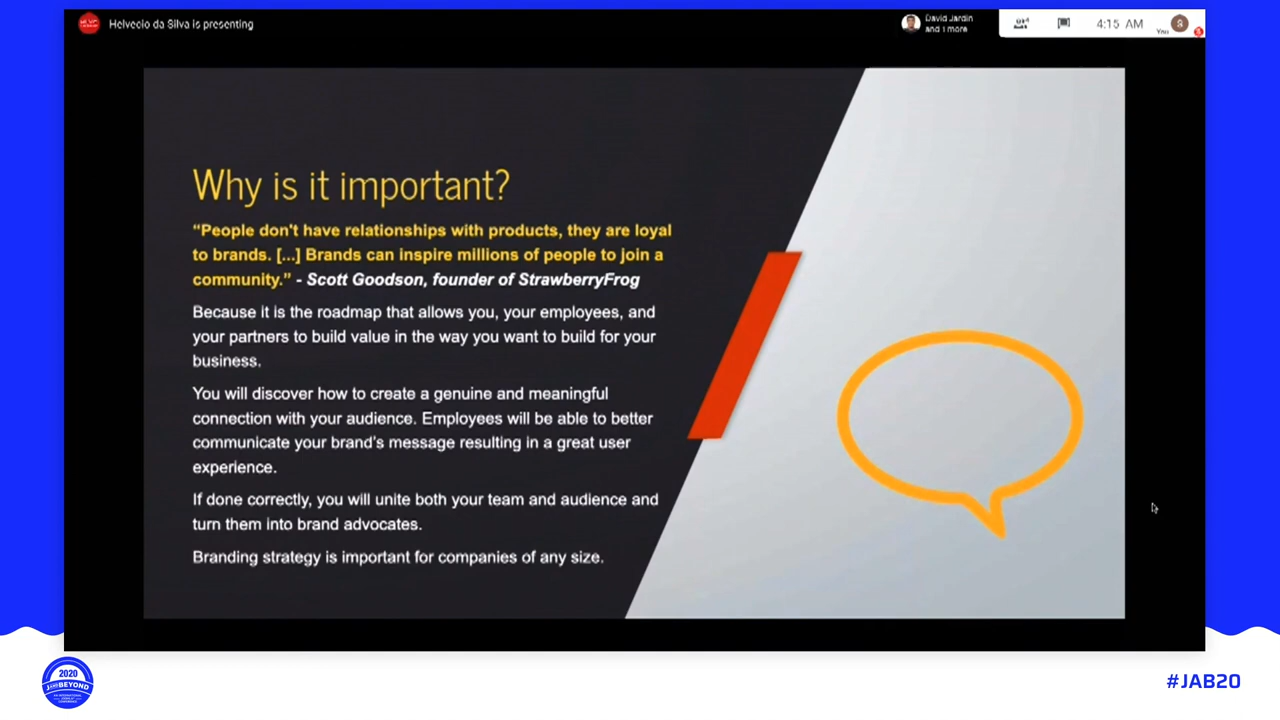 Helvecio da Silva is presenting
David Jardin
and 1 more
4:15 AM
You
S
Why is it important?
“People don't have relationships with products, they are loyal
to brands. [...] Brands can inspire millions of people to join a
community.” - Scott Goodson, founder of StrawberryFrog
Because it is the roadmap that allows you, your employees, and
your partners to build value in the way you want to build for your
business.
You will discover how to create a genuine and meaningful
connection with your audience. Employees will be able to better
communicate your brand's message resulting in a great user
experience.
If done correctly, you will unite both your team and audience and
turn them into brand advocates.
Branding strategy is important for companies of any size.
2020
JANDBEYOND
#JAB20